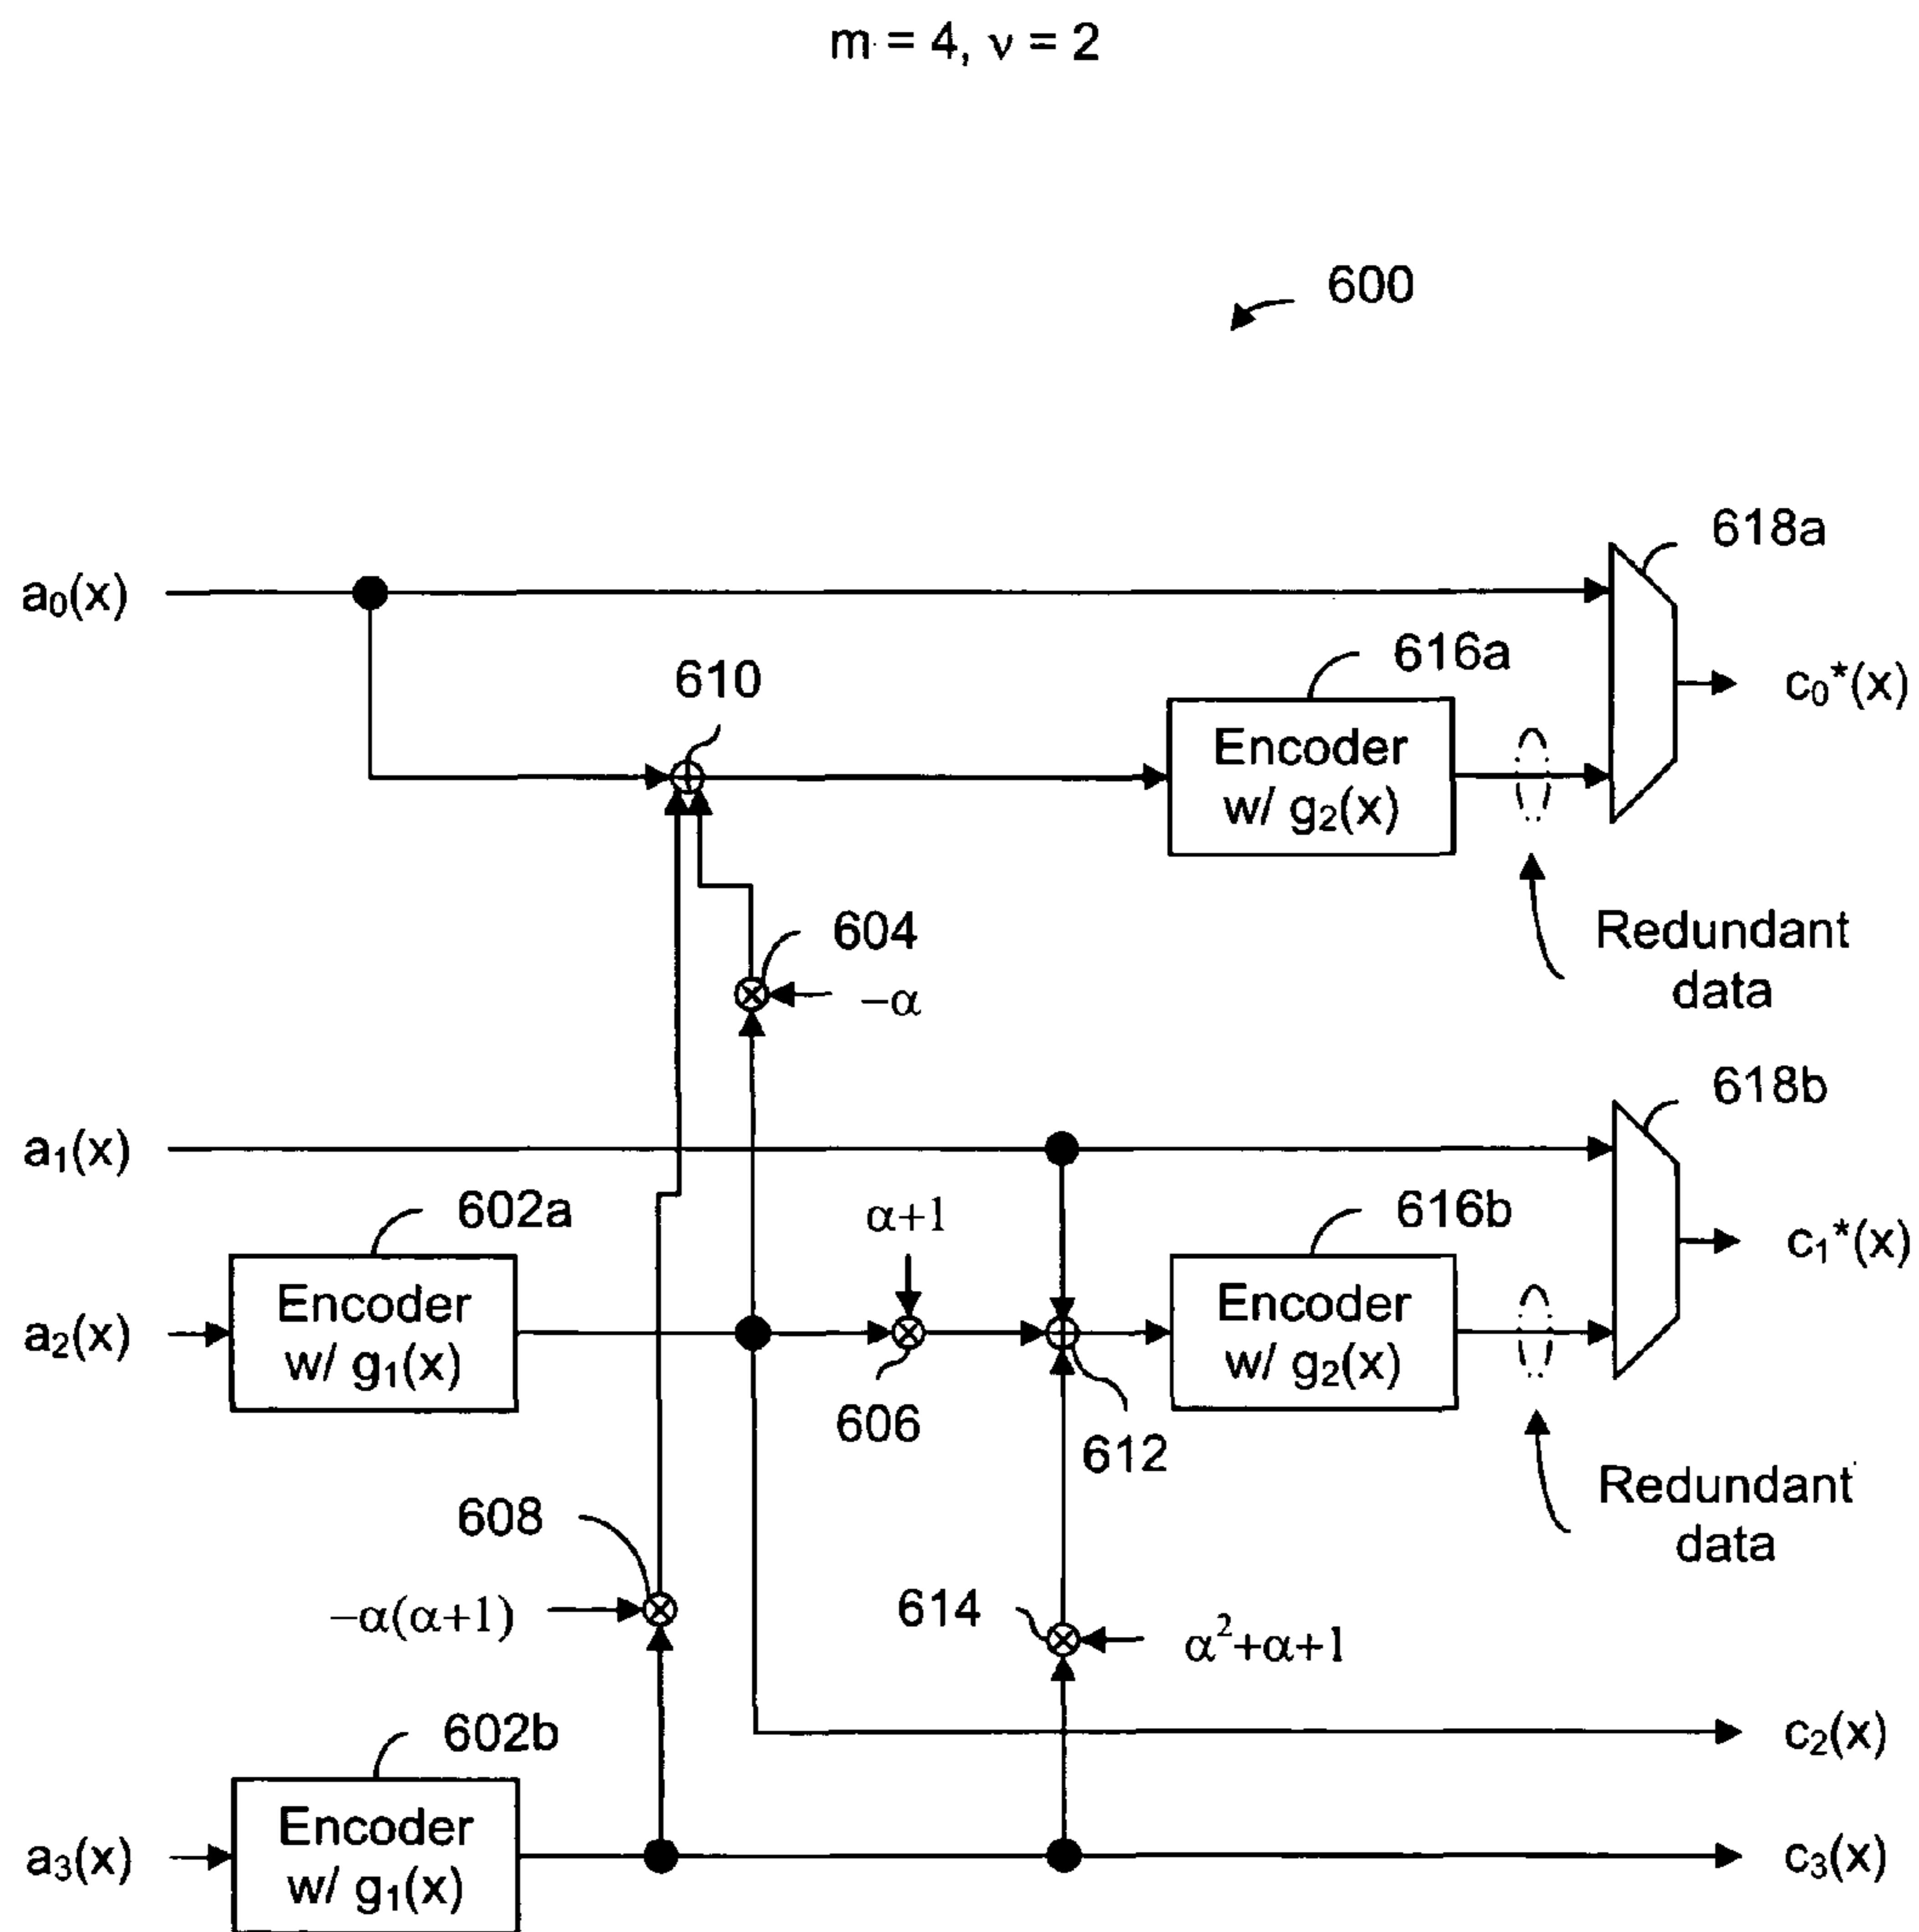 m = 4, ν = 2
600
618a
a₀(x)
616a
610
c₀*(x)
Encoder
w/ g₂(x)
604
Redundant
data
−α
618b
a₁(x)
602a
α+1
616b
c₁*(x)
Encoder
w/ g₁(x)
Encoder
w/ g₂(x)
a₂(x)
606
612
Redundant
data
608
614
−α(α+1)
α²+α+1
602b
c₂(x)
Encoder
w/ g₁(x)
a₃(x)
c₃(x)